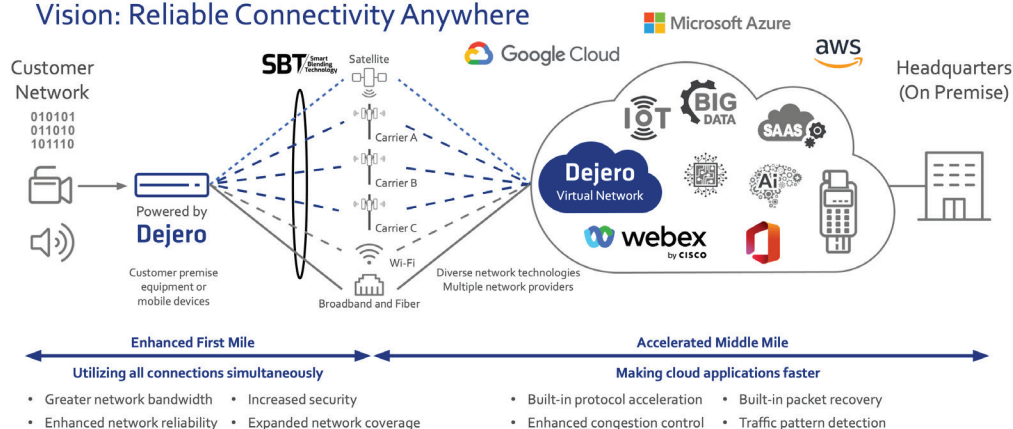 Vision: Reliable Connectivity Anywhere
Microsoft Azure
Google Cloud
aws
Customer
Network
010101
011010
101110
SBT Smart
Blending
Technology
Satellite
Carrier A
Carrier B
Carrier C
Wi-Fi
Broadband and Fiber
Powered by
Dejero
Customer premise
equipment or
mobile devices
Diverse network technologies
Multiple network providers
IoT
BIG
DATA
SAAS
Dejero
Virtual Network
Ai
webex
by CISCO
Headquarters
(On Premise)
Enhanced First Mile
Utilizing all connections simultaneously
• Greater network bandwidth
• Increased security
• Enhanced network reliability
• Expanded network coverage
Accelerated Middle Mile
Making cloud applications faster
• Built-in protocol acceleration
• Built-in packet recovery
• Enhanced congestion control
• Traffic pattern detection